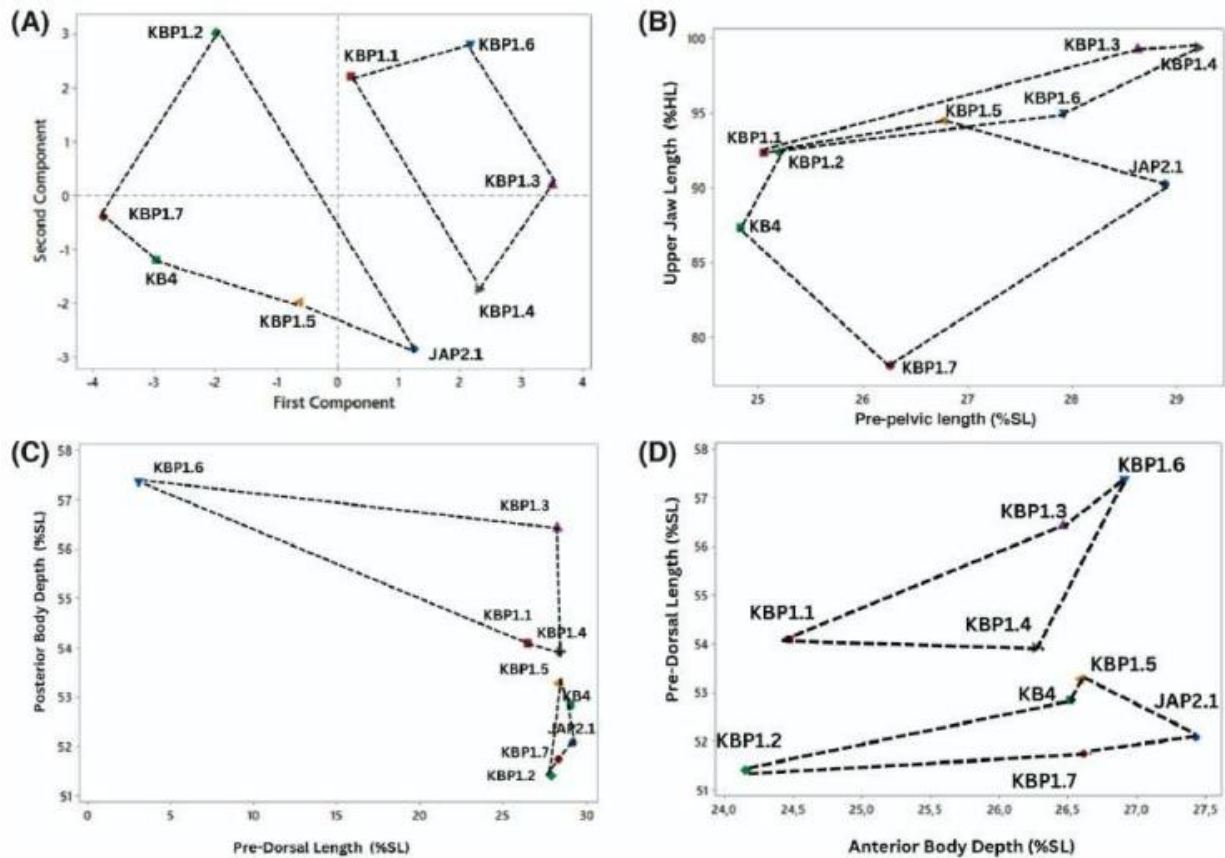 (A)
KBP1.2
KBP1.1
KBP1.6
KBP1.3
KBP1.7
KB4
KBP1.5
KBP1.4
JAP2.1
3
2
1
0
-1
-2
-3
-4
-3
-2
-1
0
1
2
3
4
Second Component
First Component
(B)
KBP1.3
KBP1.4
KBP1.5
KBP1.6
KBP1.1
KBP1.2
JAP2.1
KB4
KBP1.7
100
95
90
85
80
25
26
27
28
29
Upper Jaw Length (%HL)
Pre-pelvic length (%SL)
(C)
KBP1.6
KBP1.3
KBP1.1
KBP1.4
KBP1.5
KB4
JAP2.1
KBP1.7
KBP1.2
58
57
56
55
54
53
52
51
0
5
10
15
20
25
30
Posterior Body Depth (%SL)
Pre-Dorsal Length (%SL)
(D)
KBP1.6
KBP1.3
KBP1.1
KBP1.4
KBP1.5
KB4
JAP2.1
KBP1.2
KBP1.7
58
57
56
55
54
53
52
51
24,0
24,5
25,0
25,5
26,0
26,5
27,0
27,5
Pre-Dorsal Length (%SL)
Anterior Body Depth (%SL)